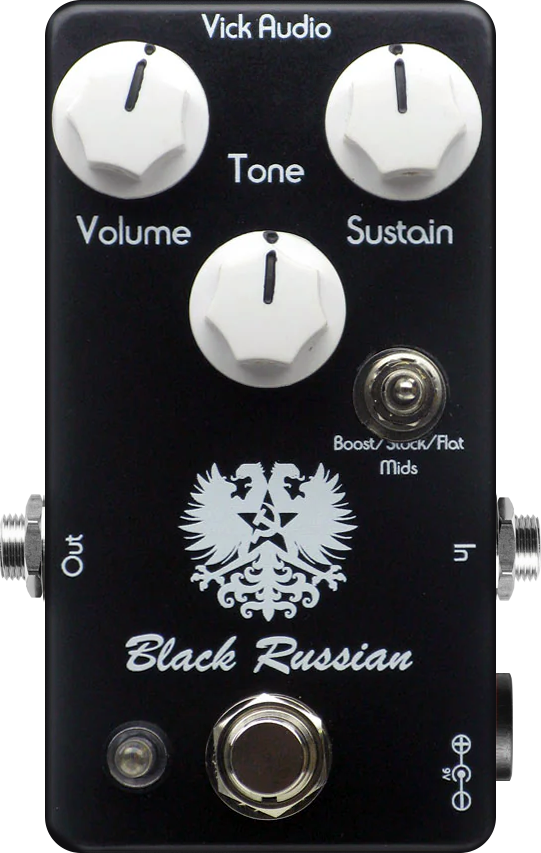 Vick Audio
Tone
Volume
Sustain
Boost/Stock/Flat
Mids
Out
In
Black Russian
9V